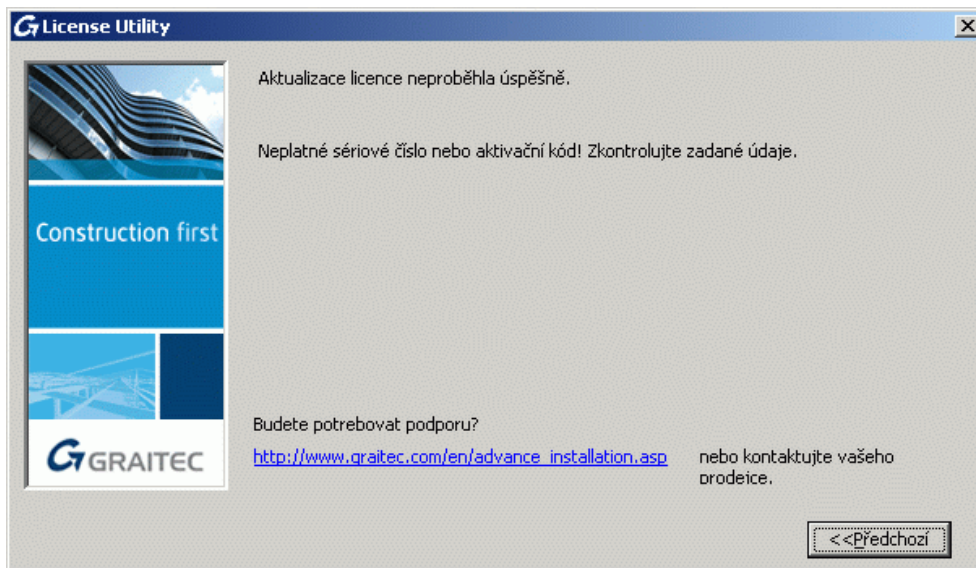 License Utility
Aktualizace licence neproběhla úspěšně.
Neplatné sériové číslo nebo aktivační kód! Zkontrolujte zadané údaje.
Construction first
GRAITEC
Budete potrebovat podporu?
http://www.graitec.com/en/advance_installation.asp
nebo kontaktujte vašeho
prodejce.
<<Předchozí